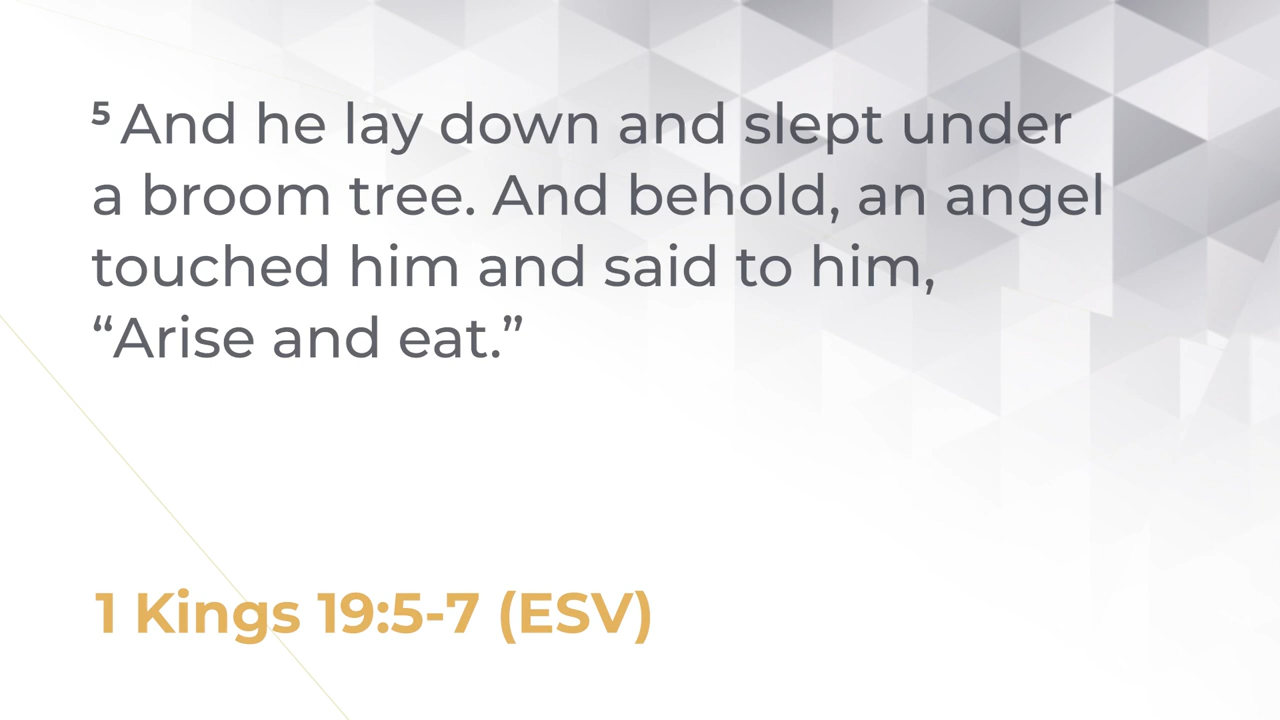 5 And he lay down and slept under
a broom tree. And behold, an angel
touched him and said to him,
“Arise and eat.”
1 Kings 19:5-7 (ESV)